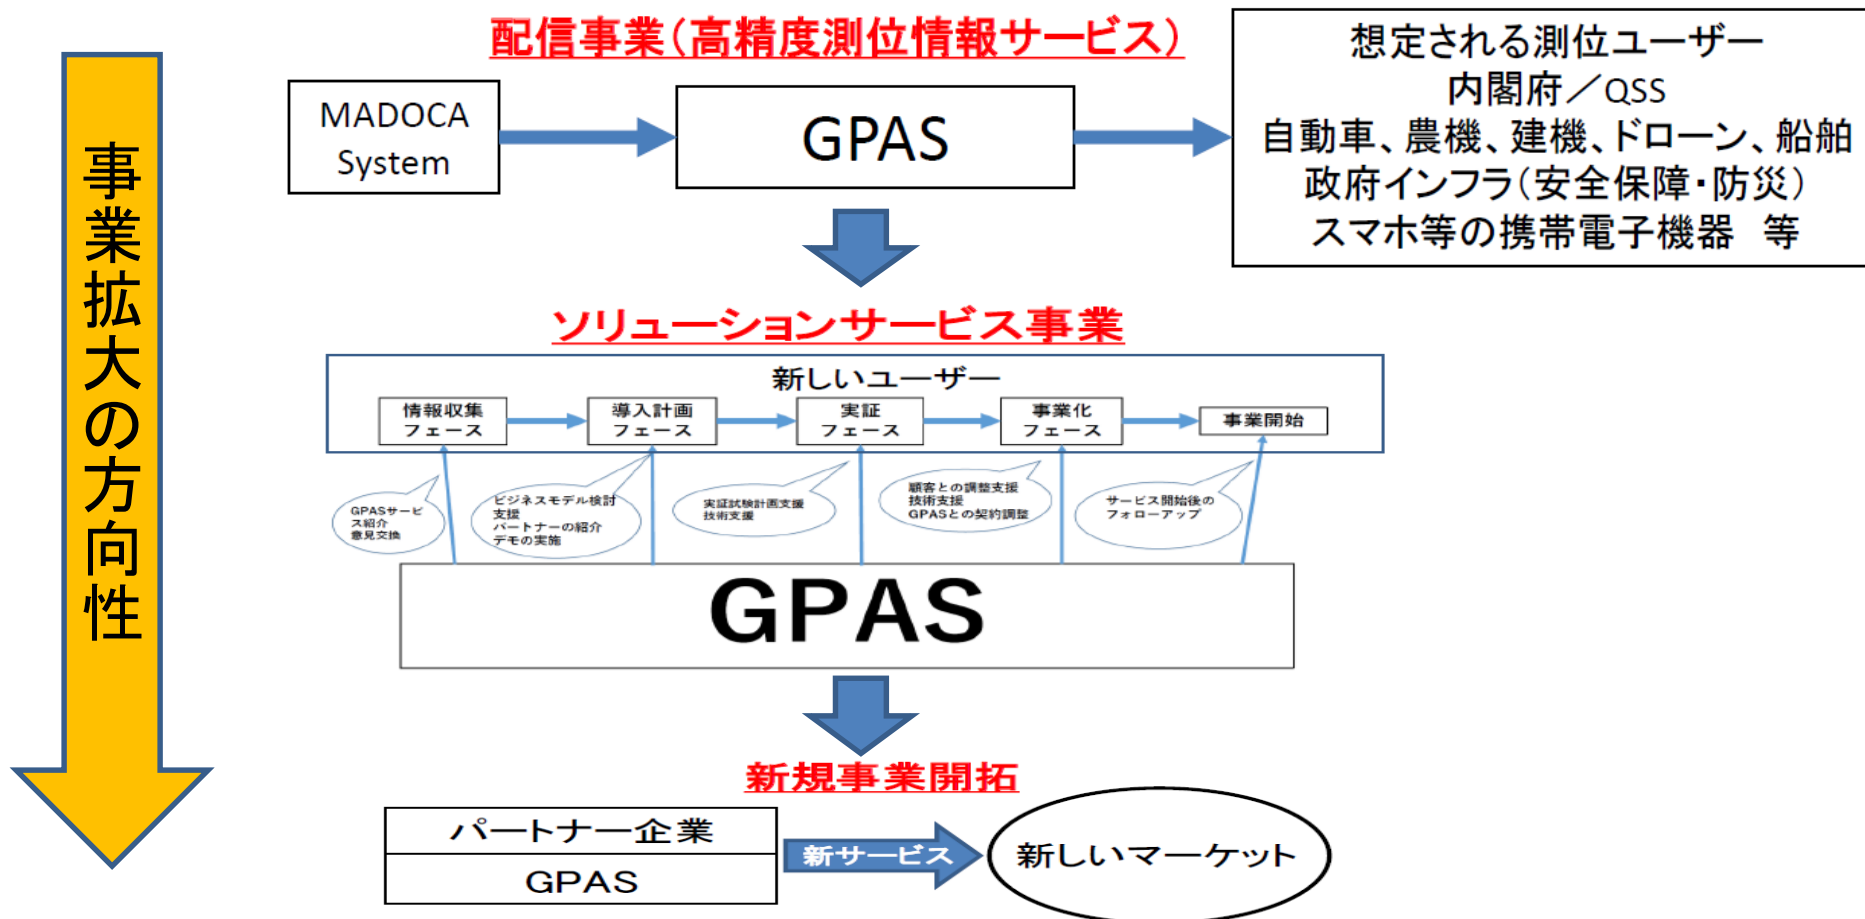 事業拡大の方向性
配信事業（高精度測位情報サービス）
MADOCA
System
GPAS
想定される測位ユーザー
内閣府／QSS
自動車、農機、建機、ドローン、船舶
政府インフラ（安全保障・防災）
スマホ等の携帯電子機器　等
ソリューションサービス事業
新しいユーザー
情報収集
フェース
導入計画
フェース
実証
フェース
事業化
フェース
事業開始
GPASサービ
ス紹介
意見交換
ビジネスモデル検討
支援
パートナーの紹介
デモの実施
実証試験計画支援
技術支援
顧客との調整支援
技術支援
GPASとの契約調整
サービス開始後の
フォローアップ
GPAS
新規事業開拓
パートナー企業
GPAS
新サービス
新しいマーケット